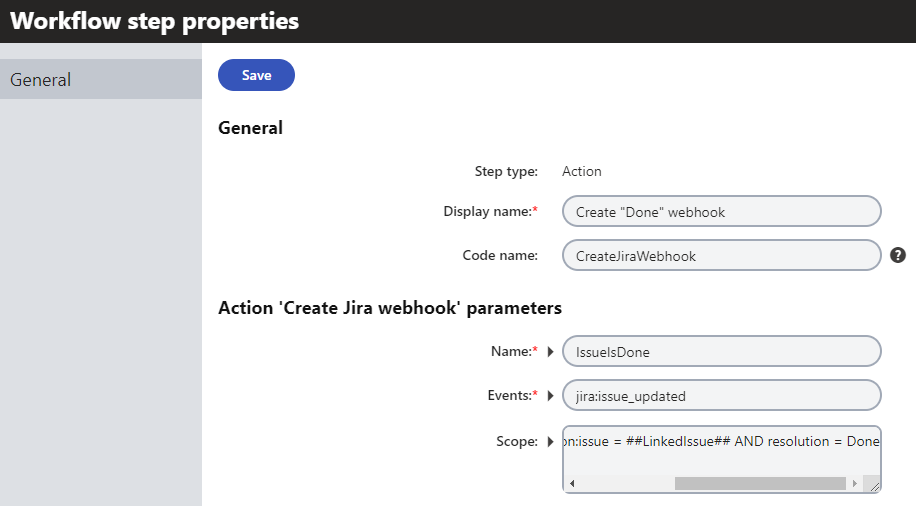 Workflow step properties
General
Save
General
Step type: Action
Display name:* Create "Done" webhook
Code name: CreateJiraWebhook ?
Action 'Create Jira webhook' parameters
Name:* IssueIsDone
Events:* jira:issue_updated
Scope: n:issue = ##LinkedIssue## AND resolution = Done